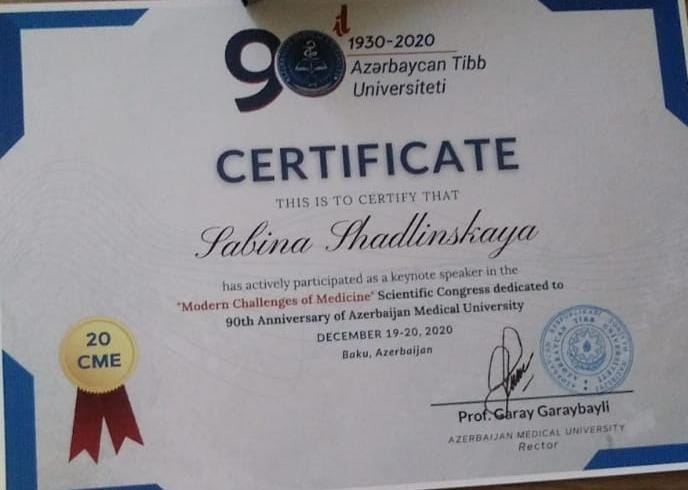 90 il
1930-2020
Azərbaycan Tibb
Universiteti
CERTIFICATE
THIS IS TO CERTIFY THAT
Sabina Shadlinskaya
has actively participated as a keynote speaker in the
"Modern Challenges of Medicine" Scientific Congress dedicated to
90th Anniversary of Azerbaijan Medical University
DECEMBER 19-20, 2020
Baku, Azerbaijan
20
CME
Prof. Garay Garaybayli
AZERBAIJAN MEDICAL UNIVERSITY
Rector